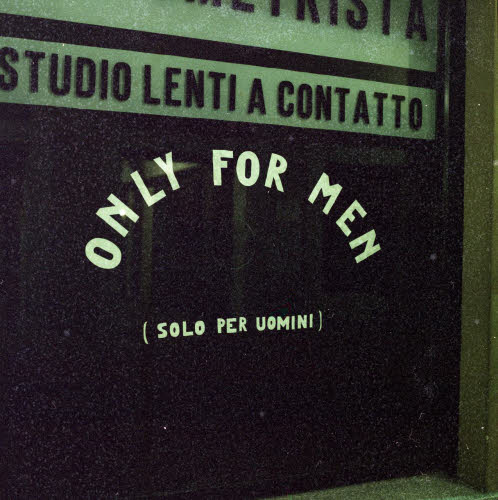 STUDIO LENTI A CONTATTO
ONLY FOR MEN
(SOLO PER UOMINI)